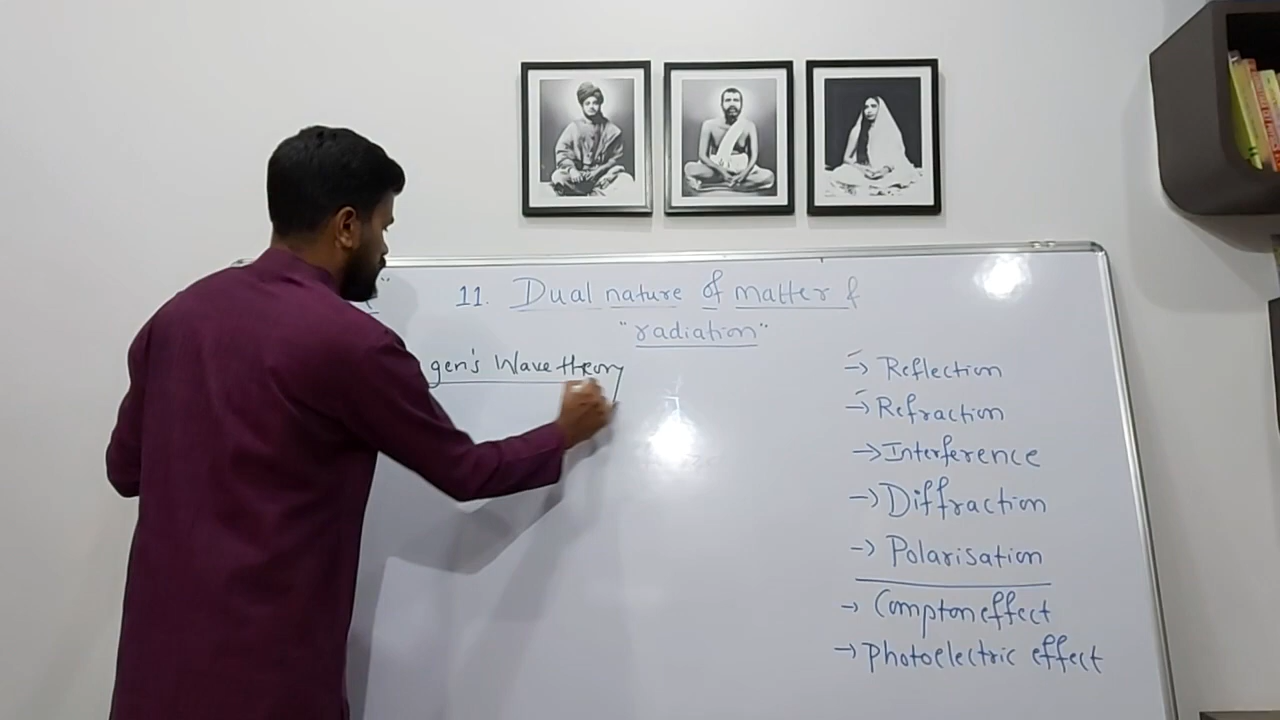 11. Dual nature of matter &
"radiation"
gen's Wave theory
-> Reflection
-> Refraction
-> Interference
-> Diffraction
-> Polarisation
-> Compton effect
-> Photoelectric effect